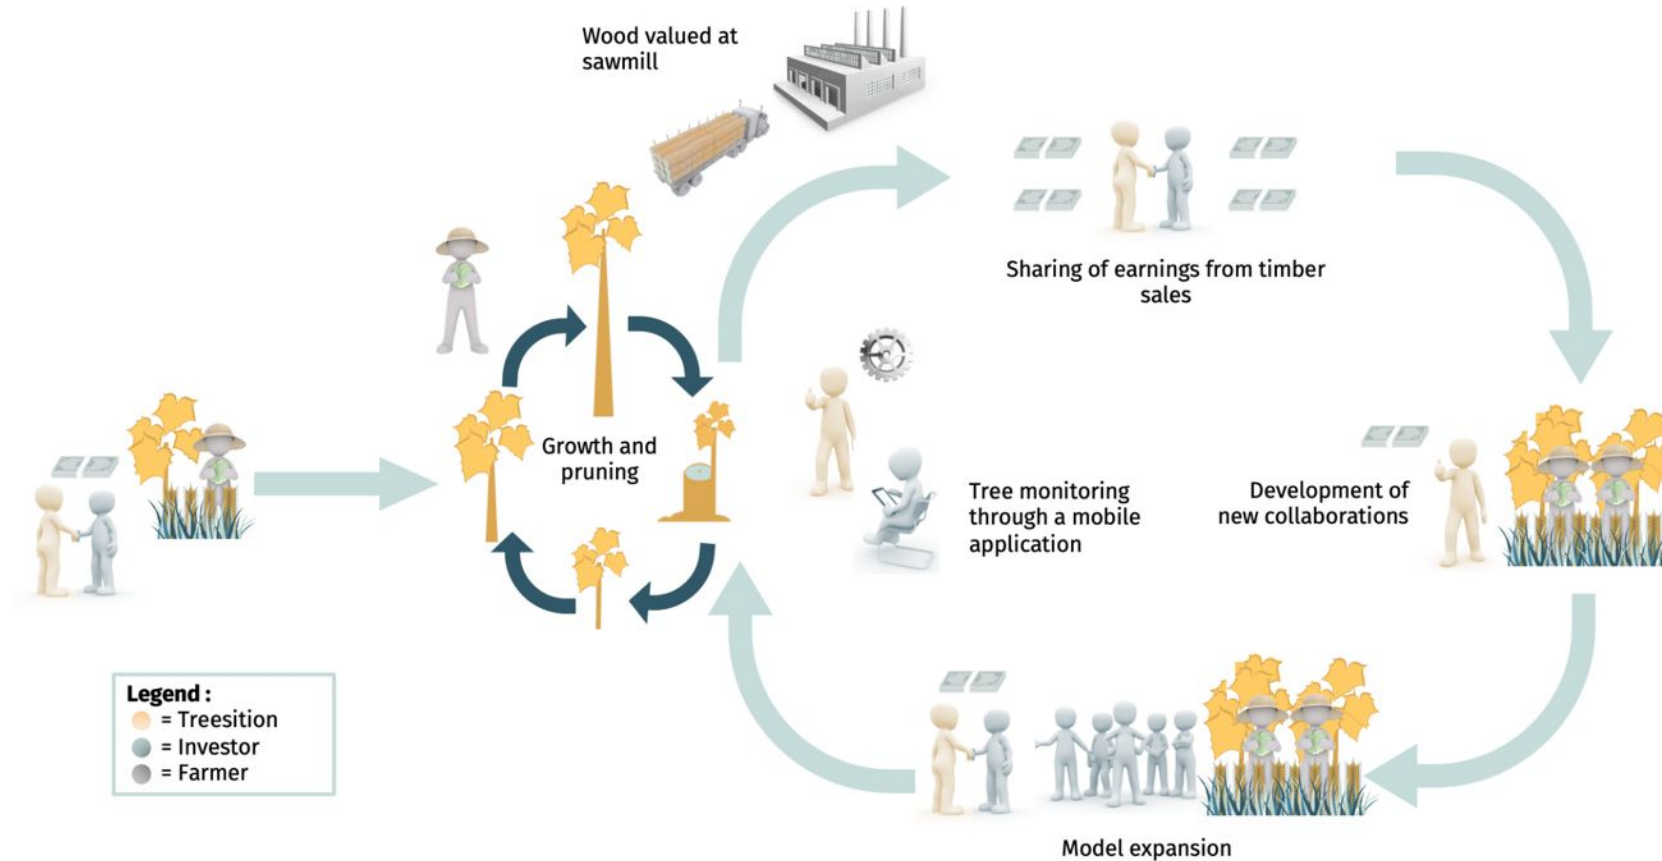 Wood valued at
sawmill
Sharing of earnings from timber
sales
Growth and
pruning
Tree monitoring
through a mobile
application
Development of
new collaborations
Legend :
= Treesition
= Investor
= Farmer
Model expansion